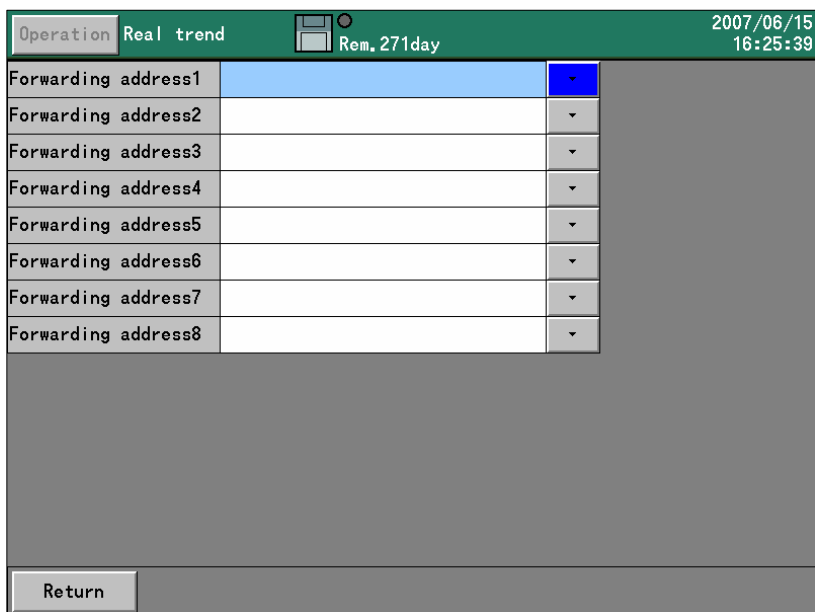 Operation Real trend
Rem.271day
2007/06/15
16:25:39
Forwarding address1
Forwarding address2
Forwarding address3
Forwarding address4
Forwarding address5
Forwarding address6
Forwarding address7
Forwarding address8
Return